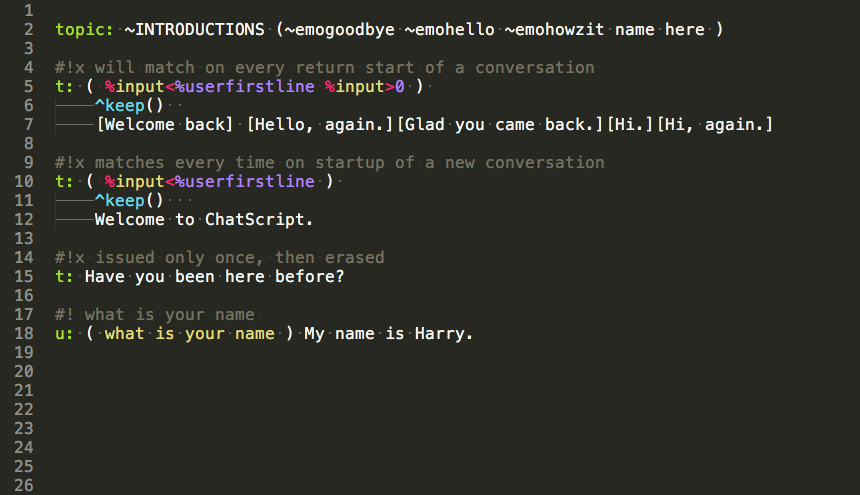 1
2 topic: ~INTRODUCTIONS (~emogoodbye ~emohello ~emohowzit name here )
3
4 #!x will match on every return start of a conversation
5 t: ( %input<%userfirstline %input>0 )
6 ^keep()
7 [Welcome back] [Hello, again.][Glad you came back.][Hi.][Hi, again.]
8
9 #!x matches every time on startup of a new conversation
10 t: ( %input<%userfirstline )
11 ^keep()
12 Welcome to ChatScript.
13
14 #!x issued only once, then erased
15 t: Have you been here before?
16
17 #! what is your name
18 u: ( what is your name ) My name is Harry.
19
20
21
22
23
24
25
26